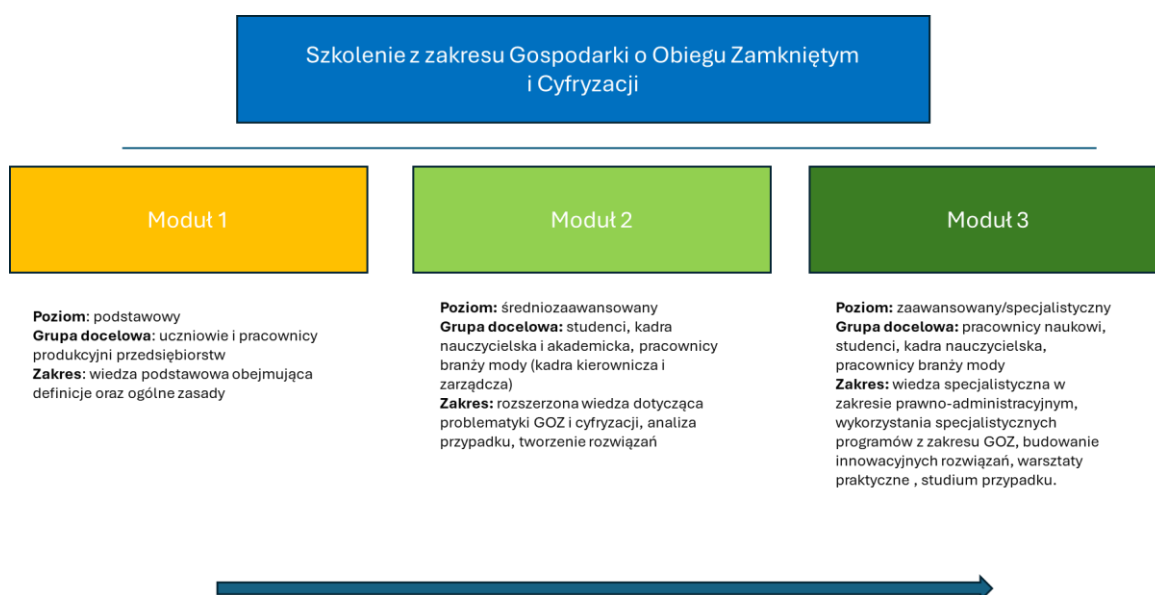 Szkolenie z zakresu Gospodarki o Obiegu Zamkniętym
i Cyfryzacji
Moduł 1
Poziom: podstawowy
Grupa docelowa: uczniowie i pracownicy
produkcyjni przedsiębiorstw
Zakres: wiedza podstawowa obejmująca
definicje oraz ogólne zasady
Moduł 2
Poziom: średniozaawansowany
Grupa docelowa: studenci, kadra
nauczycielska i akademicka, pracownicy
branży mody (kadra kierownicza i
zarządcza)
Zakres: rozszerzona wiedza dotycząca
problematyki GOZ i cyfryzacji, analiza
przypadku, tworzenie rozwiązań
Moduł 3
Poziom: zaawansowany/specjalistyczny
Grupa docelowa: pracownicy naukowi,
studenci, kadra nauczycielska,
pracownicy branży mody
Zakres: wiedza specjalistyczna w
zakresie prawno-administracyjnym,
wykorzystania specjalistycznych
programów z zakresu GOZ, budowanie
innowacyjnych rozwiązań, warsztaty
praktyczne , studium przypadku.